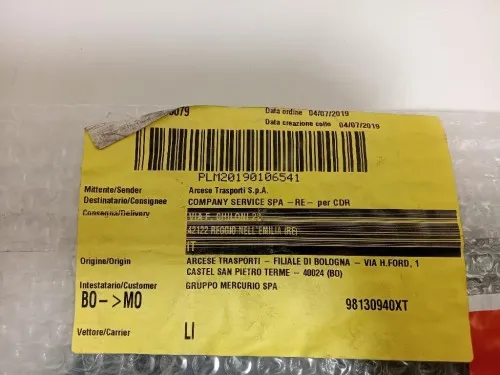 0079
Data ordine 04/07/2019
Data creazione collo 04/07/2019
PLM20190106541
Mittente/Sender Arcese Trasporti S.p.A.
Destinatario/Consignee COMPANY SERVICE SPA -RE- per CDR
Consegna/Delivery VIA F.
42122 REGGIO NELL'EMILIA (RE)
IT
Origine/Origin ARCESE TRASPORTI - FILIALE DI BOLOGNA - VIA H.FORD, 1
CASTEL SAN PIETRO TERME - 40024 (BO)
Intestatario/Customer GRUPPO MERCURIO SPA
BO->MO 98130940XT
Vettore/Carrier LI